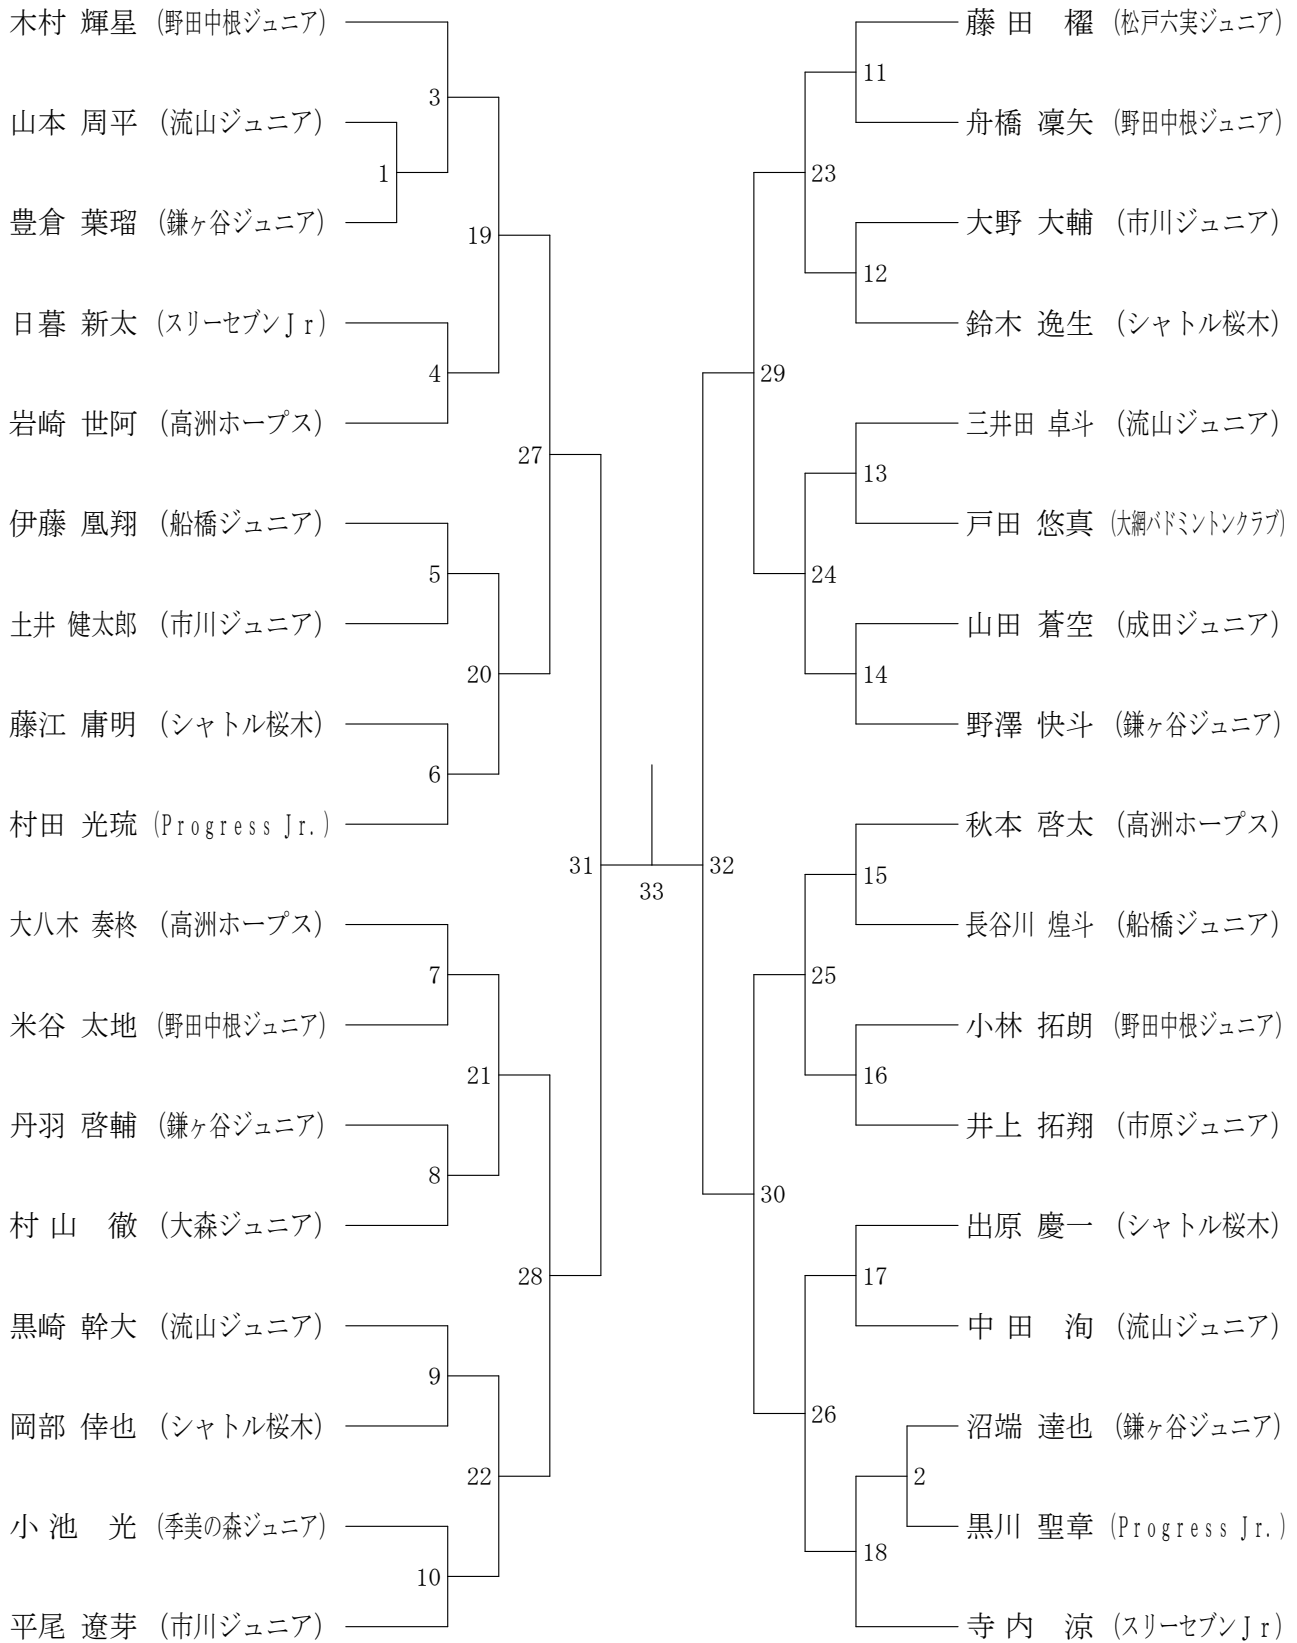 木村 輝星 (野田中根ジュニア)
3
山本 周平 (流山ジュニア)
1
豊倉 葉瑠 (鎌ヶ谷ジュニア)
19
日暮 新太 (スリーセブンJr)
4
岩崎 世阿 (高洲ホープス)
27
伊藤 凰翔 (船橋ジュニア)
5
土井 健太郎 (市川ジュニア)
20
藤江 庸明 (シャトル桜木)
6
村田 光琉 (Progress Jr.)
31
33
大八木 奏柊 (高洲ホープス)
7
米谷 太地 (野田中根ジュニア)
21
丹羽 啓輔 (鎌ヶ谷ジュニア)
8
村山 徹 (大森ジュニア)
28
黒崎 幹大 (流山ジュニア)
9
岡部 倖也 (シャトル桜木)
22
小池 光 (季美の森ジュニア)
10
平尾 遼芽 (市川ジュニア)
藤田 櫂 (松戸六実ジュニア)
11
舟橋 凜矢 (野田中根ジュニア)
23
大野 大輔 (市川ジュニア)
12
鈴木 逸生 (シャトル桜木)
29
三井田 卓斗 (流山ジュニア)
13
戸田 悠真 (大網バドミントンクラブ)
24
山田 蒼空 (成田ジュニア)
14
野澤 快斗 (鎌ヶ谷ジュニア)
秋本 啓太 (高洲ホープス)
32
15
長谷川 煌斗 (船橋ジュニア)
25
小林 拓朗 (野田中根ジュニア)
16
井上 拓翔 (市原ジュニア)
30
出原 慶一 (シャトル桜木)
17
中田 洵 (流山ジュニア)
26
沼端 達也 (鎌ヶ谷ジュニア)
2
黒川 聖章 (Progress Jr.)
18
寺内 涼 (スリーセブンJr)